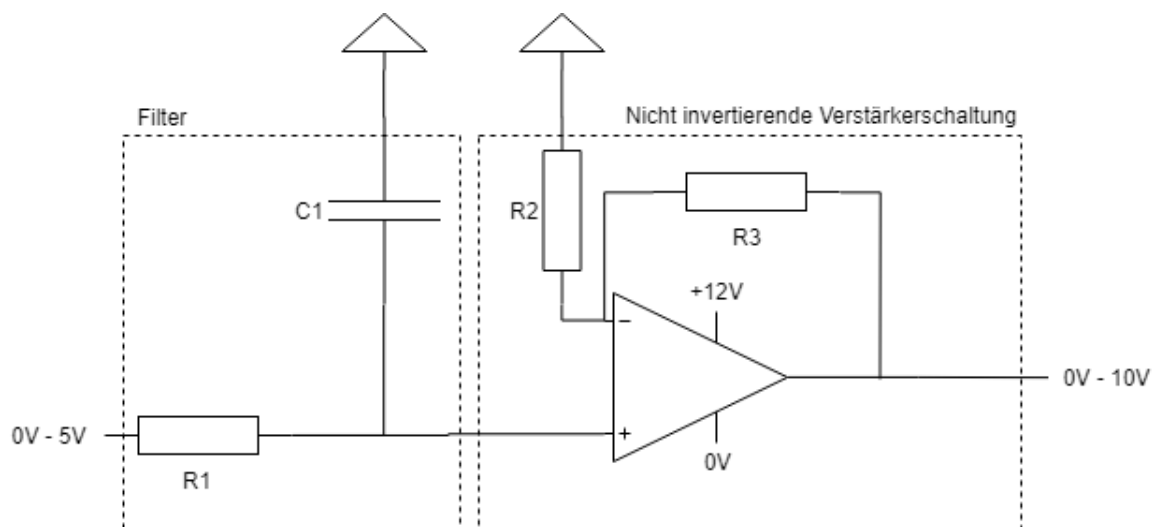 Filter
Nicht invertierende Verstärkerschaltung
C1
R2
R3
+12V
−
0V - 10V
0V - 5V
+
0V
R1